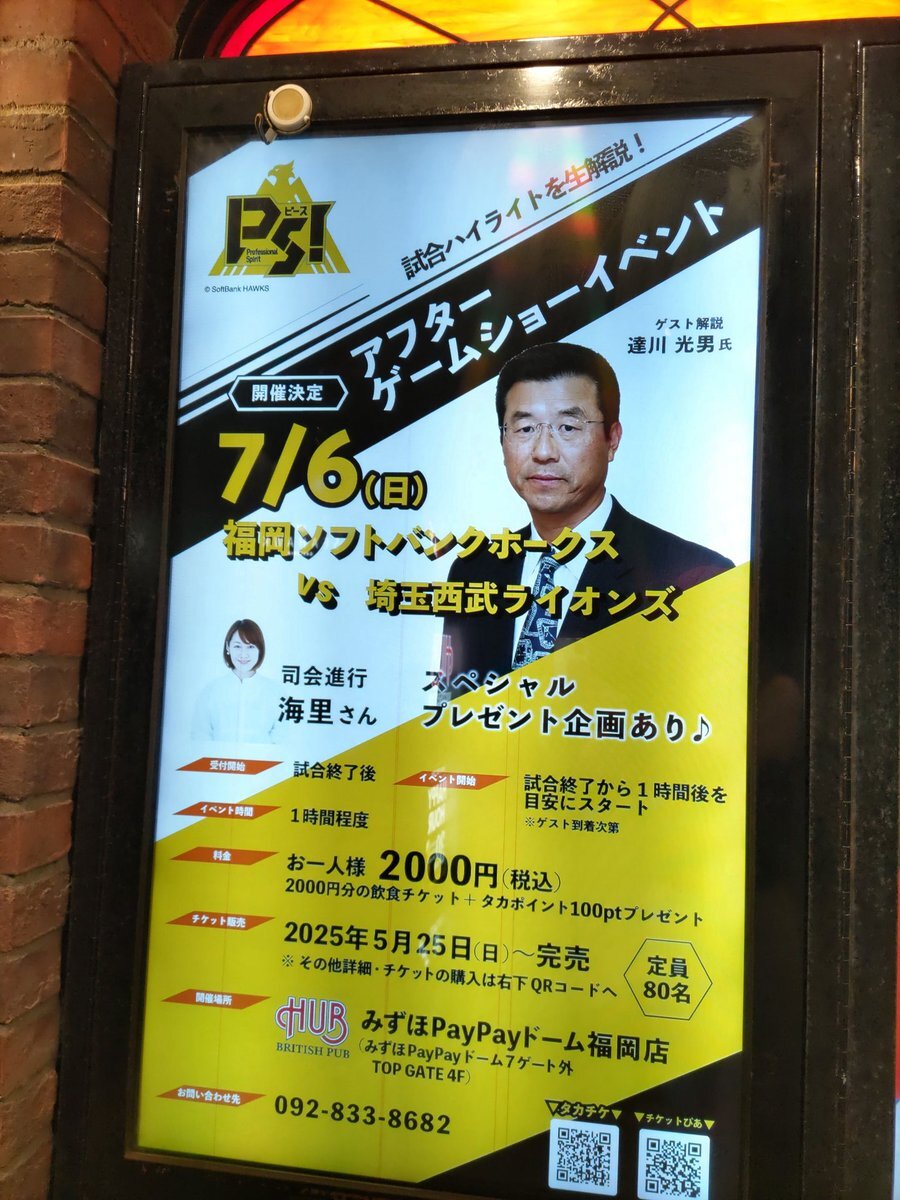 PS!
ピース
Professional
Spirit
© SoftBank HAWKS
試合ハイライトを生解説！
アフター
ゲームショーイベント
ゲスト解説
達川 光男 氏
開催決定
7/6（日）
福岡ソフトバンクホークス
vs 埼玉西武ライオンズ
司会進行
海里さん
スペシャル
プレゼント企画あり♪
受付開始 試合終了後
イベント開始 試合終了から１時間後を
目安にスタート
※ゲスト到着次第
イベント時間 １時間程度
料金 お一人様 2000円（税込）
2000円分の飲食チケット＋タカポイント100ptプレゼント
チケット販売 2025年5月25日（日）～完売
※ その他詳細・チケットの購入は右下QRコードへ
定員
80名
開催場所 HUB
BRITISH PUB
みずほPayPayドーム福岡店
（みずほPayPayドーム7ゲート外
TOP GATE 4F）
お問い合わせ先 092-833-8682
▼タカチケ▼
▼チケットぴあ▼